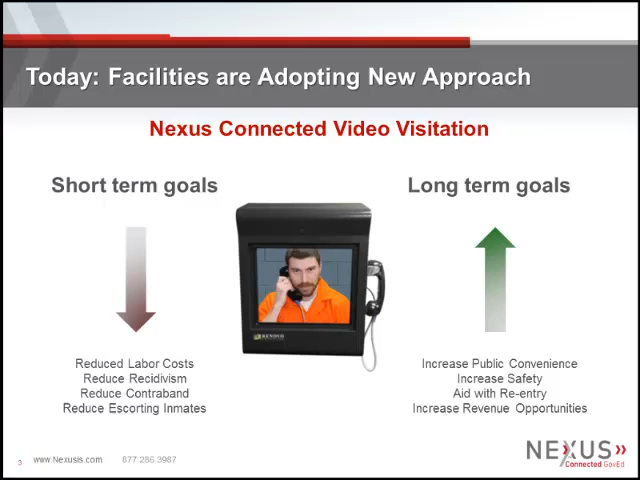 Today: Facilities are Adopting New Approach
Nexus Connected Video Visitation
Short term goals
Long term goals
Reduced Labor Costs
Reduce Recidivism
Reduce Contraband
Reduce Escorting Inmates
Increase Public Convenience
Increase Safety
Aid with Re-entry
Increase Revenue Opportunities
3
www.Nexusis.com
877.286.3987
NEXUS
Connected GovEd